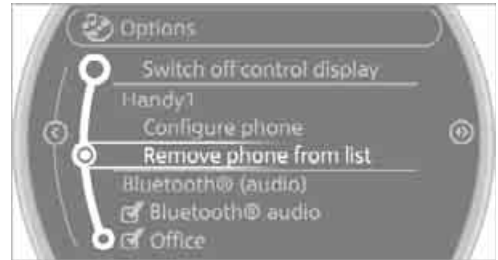 Options
Switch off control display
Handy1
Configure phone
Remove phone from list
Bluetooth® (audio)
Bluetooth® audio
Office